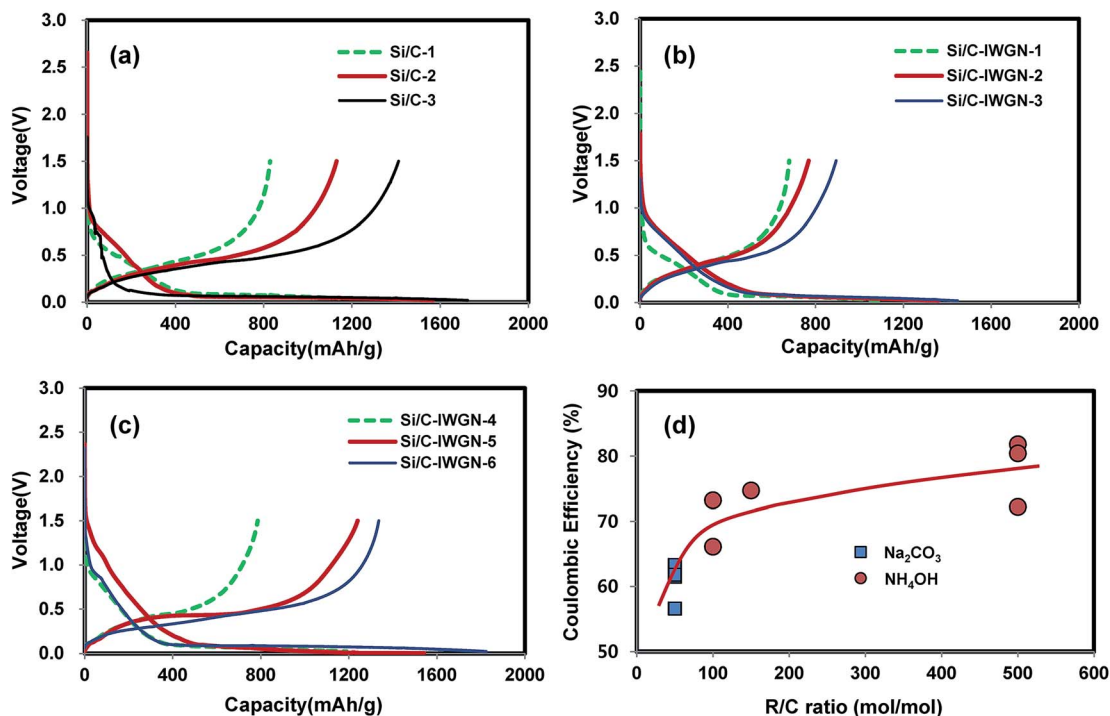 (a)
Si/C-1
Si/C-2
Si/C-3
Voltage(V)
3.0
2.5
2.0
1.5
1.0
0.5
0.0
0 400 800 1200 1600 2000
Capacity(mAh/g)
(b)
Si/C-IWGN-1
Si/C-IWGN-2
Si/C-IWGN-3
Voltage(V)
3.0
2.5
2.0
1.5
1.0
0.5
0.0
0 400 800 1200 1600 2000
Capacity(mAh/g)
(c)
Si/C-IWGN-4
Si/C-IWGN-5
Si/C-IWGN-6
Voltage(V)
3.0
2.5
2.0
1.5
1.0
0.5
0.0
0 400 800 1200 1600 2000
Capacity(mAh/g)
(d)
Coulombic Efficiency (%)
90
80
70
60
50
Na₂CO₃
NH₄OH
0 100 200 300 400 500 600
R/C ratio (mol/mol)